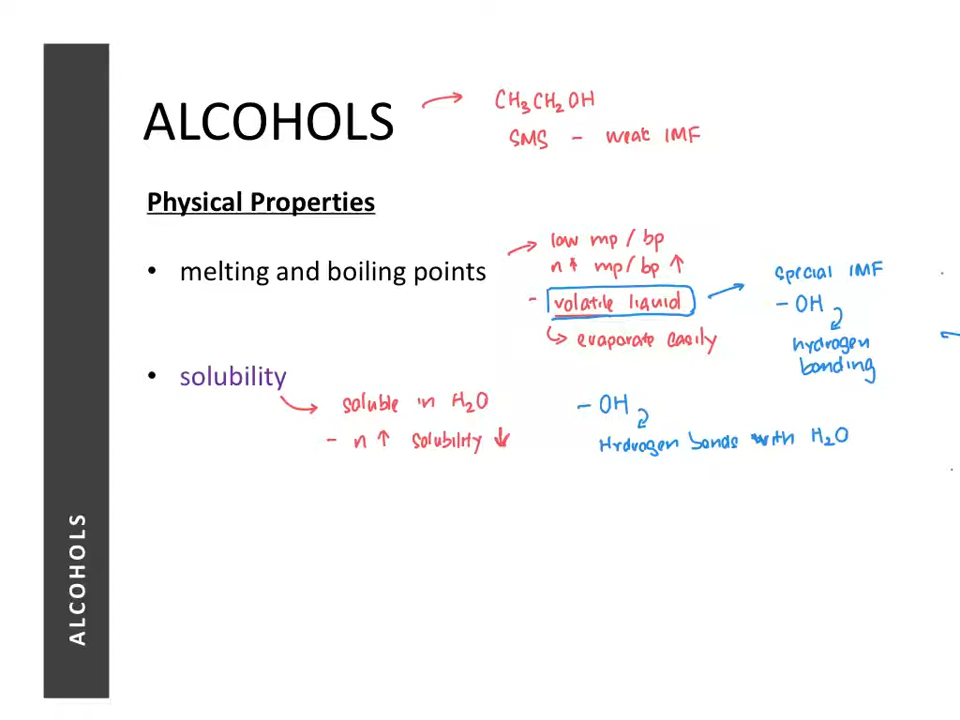 ALCOHOLS
CH3CH2OH
SMS - weak IMF
Physical Properties
• melting and boiling points
low mp / bp
n↑ mp/bp ↑
- volatile liquid
↳ evaporate easily
special IMF
- OH
hydrogen
bonding
• solubility
soluble in H2O
- n ↑ solubility ↓
- OH
Hydrogen bonds with H2O
ALCOHOLS